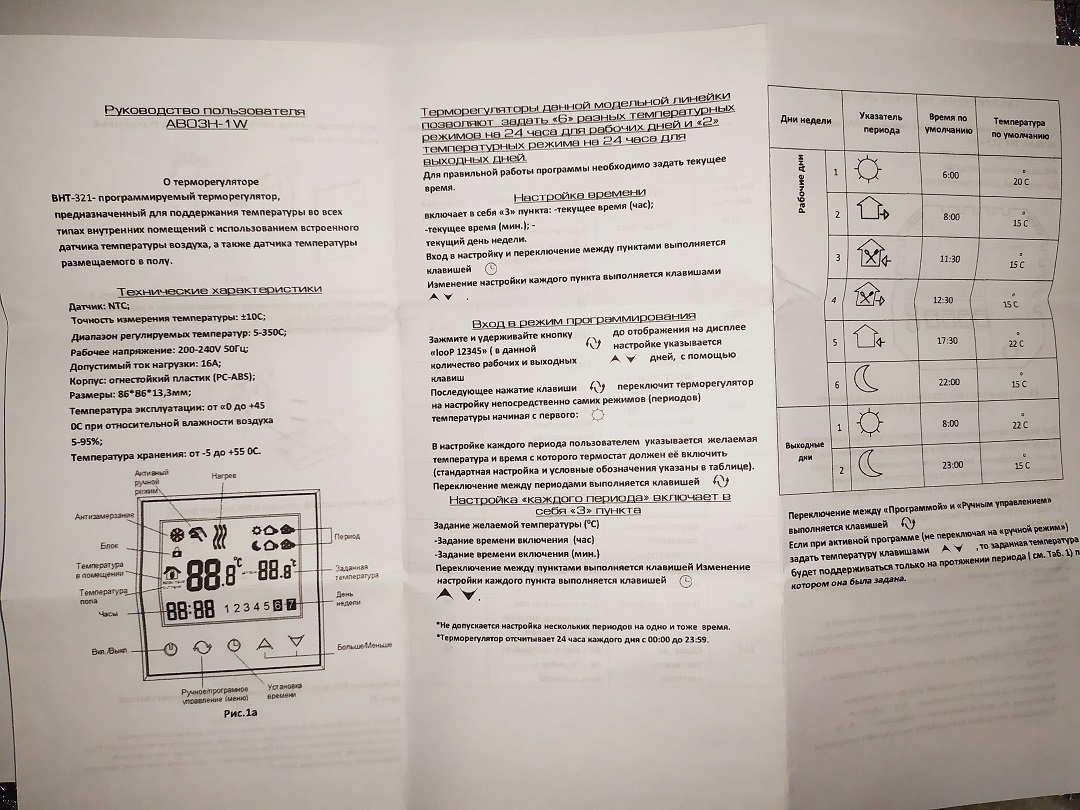 Руководство пользователя
АВОЗН-1W
О терморегуляторе
ВНТ-321- программируемый терморегулятор,
предназначенный для поддержания температуры во всех
типах внутренних помещений с использованием встроенного
датчика температуры воздуха, а также датчика температуры
размещаемого в полу.
Технические характеристики
Датчик: NTC;
Точность измерения температуры: ±10С;
Диапазон регулируемых температур: 5-350С;
Рабочее напряжение: 200-240V 50Гц;
Допустимый ток нагрузки: 16А;
Корпус: огнестойкий пластик (PC-ABS);
Размеры: 86*86*13,3мм;
Температура эксплуатации: от «0 до +45
0С при относительной влажности воздуха
5-95%;
Температура хранения: от -5 до +55 0С.
Активный
ручной
режим
Нагрев
Антизамерзание
Блок
Период
Температура
в помещении
Температура
пола
Заданная
температура
Часы
День
недели
88.8°C
88.8°C
88:88 1 2 3 4 5 6 7
Вкл./Выкл.
Больше/Меньше
Ручное/програмное
управление (меню)
Установка
времени
Рис.1а
Терморегуляторы данной модельной линейки
позволяют задать «6» разных температурных
режимов на 24 часа для рабочих дней и «2»
температурных режима на 24 часа для
выходных дней.
Для правильной работы программы необходимо задать текущее
время.
Настройка времени
включает в себя «3» пункта: -текущее время (час);
-текущее время (мин.); -
текущий день недели.
Вход в настройку и переключение между пунктами выполняется
клавишей
Изменение настройки каждого пункта выполняется клавишами
.
Вход в режим программирования
Зажмите и удерживайте кнопку до отображения на дисплее
«looP 12345» ( в данной настройке указывается
количество рабочих и выходных дней, с помощью
клавиш
Последующее нажатие клавиши переключит терморегулятор
на настройку непосредственно самих режимов (периодов)
температуры начиная с первого:
В настройке каждого периода пользователем указывается желаемая
температура и время с которого термостат должен её включить
(стандартная настройка и условные обозначения указаны в таблице).
Переключение между периодами выполняется клавишей
Настройка «каждого периода» включает в
себя «3» пункта
Задание желаемой температуры (°С)
-Задание времени включения (час)
-Задание времени включения (мин.)
Переключение между пунктами выполняется клавишей Изменение
настройки каждого пункта выполняется клавишей
.
*Не допускается настройка нескольких периодов на одно и тоже время.
*Терморегулятор отсчитывает 24 часа каждого дня с 00:00 до 23:59.
Дни недели Указатель периода Время по умолчанию Температура по умолчанию
Рабочие дни
1 6:00 20 С°
2 8:00 15 С°
3 11:30 15 С°
4 12:30 15 С°
5 17:30 22 С°
6 22:00 15 С°
Выходные
дни
1 8:00 22 С°
2 23:00 15 С°
Переключение между «Программой» и «Ручным управлением»
выполняется клавишей
Если при активной программе (не переключая на «ручной режим»)
задать температуру клавишами , то заданная температура
будет поддерживаться только на протяжении периода ( см. Таб. 1) п
котором она была задана.